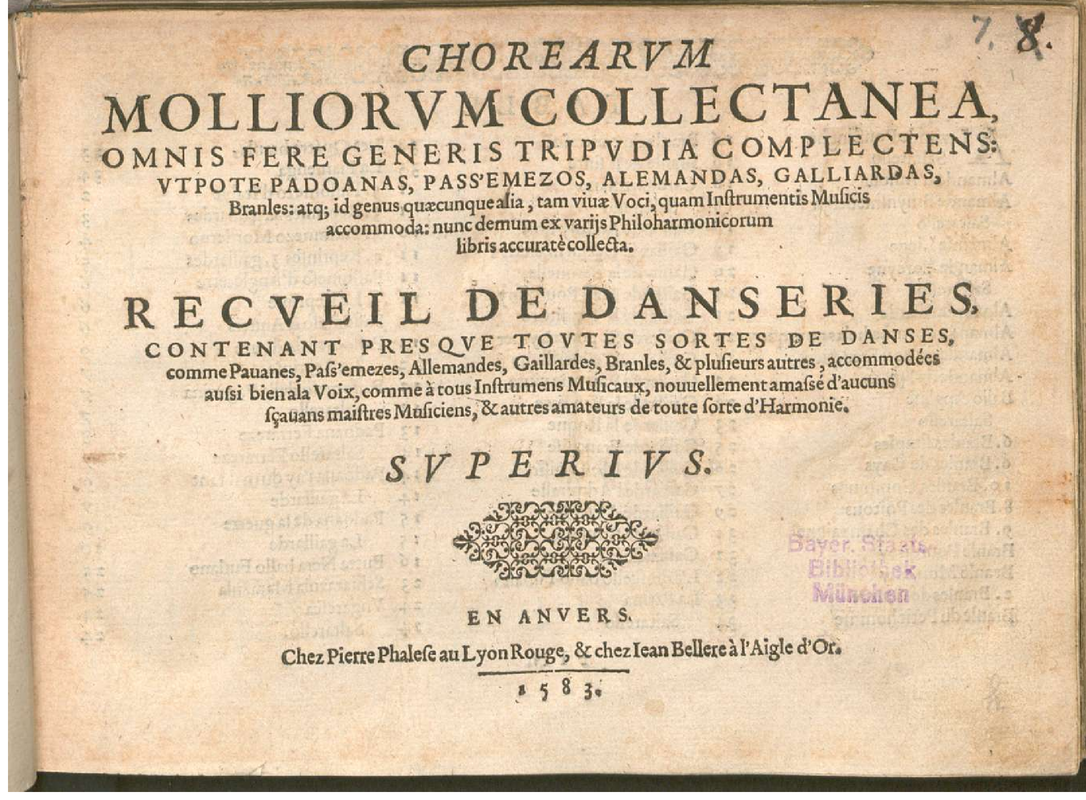 7. 8.
CHOREARVM
MOLLIORVM COLLECTANEA,
OMNIS FERE GENERIS TRIPVDIA COMPLECTENS:
VTPOTE PADOANAS, PASS'EMEZOS, ALEMANDAS, GALLIARDAS,
Branles: atq; id genus quæcunque alia, tam viuæ Voci, quam Inſtrumentis Muſicis
accommoda: nunc demum ex varijs Philoharmonicorum
libris accuratè collecta.
RECVEIL DE DANSERIES,
CONTENANT PRESQVE TOVTES SORTES DE DANSES,
comme Pauanes, Paſſ'emezes, Allemandes, Gaillardes, Branles, & pluſieurs autres, accommodées
auſſi bien ala Voix, comme à tous Inſtrumens Muſicaux, nouuellement amaſſé d'aucuns
ſçauans maiſtres Muſiciens, & autres amateurs de toute ſorte d'Harmonie.
SVPERIVS.
Bayer. Staats
Bibliothek
München
EN ANVERS.
Chez Pierre Phaleſe au Lyon Rouge, & chez Iean Bellere à l'Aigle d'Or.
1583.